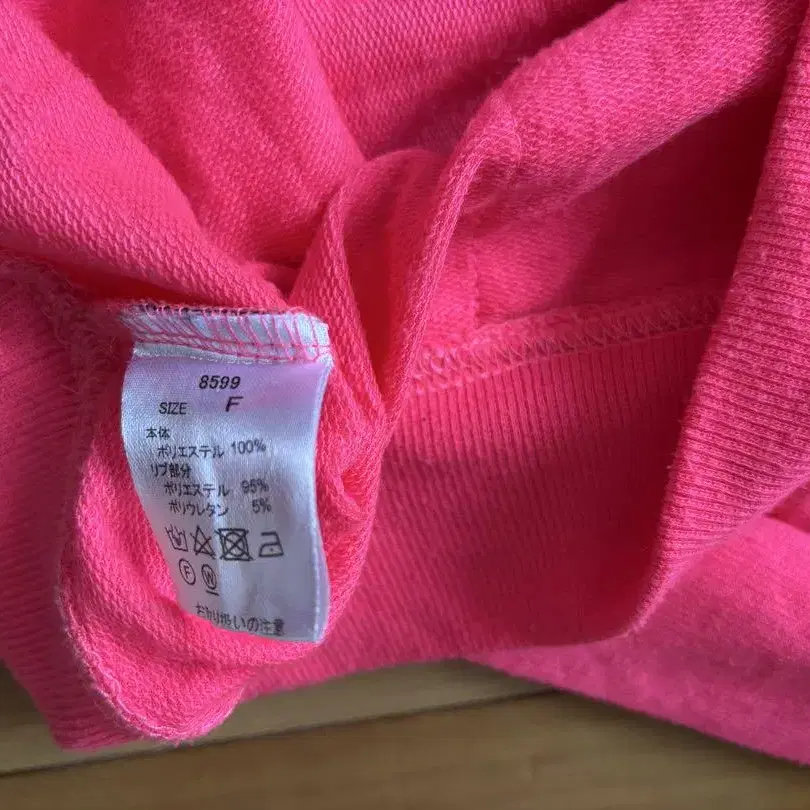 8599
SIZE F
本体
ポリエステル 100%
リブ部分
ポリエステル 95%
ポリウレタン 5%
F W
お取り扱いの注意